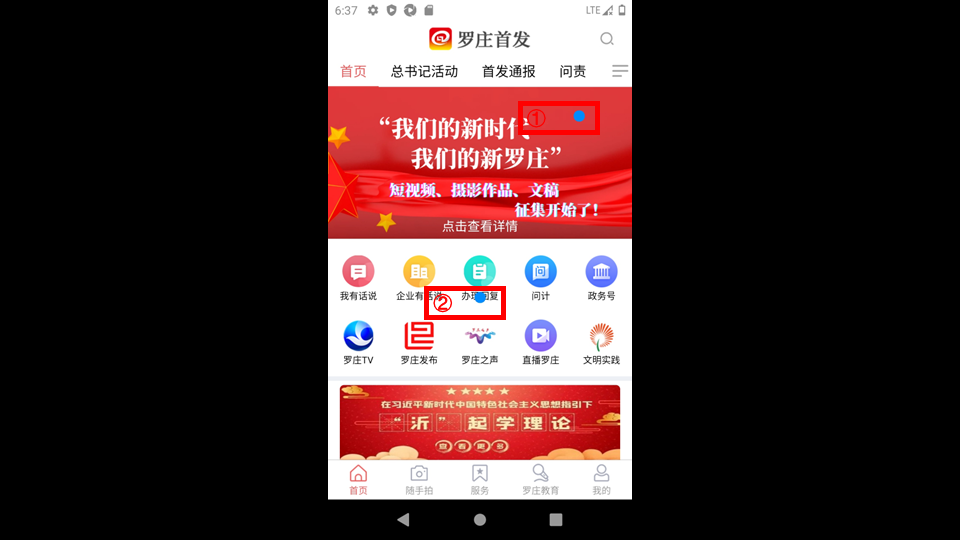 6:37
LTE
罗庄首发
首页 总书记活动 首发通报 问责
①
“我们的新时代
我们的新罗庄”
短视频、摄影作品、文稿
征集开始了!
点击查看详情
我有话说 企业有话说 办理回复 问计 政务号
②
罗庄TV 罗庄发布 罗庄之声 直播罗庄 文明实践
在习近平新时代中国特色社会主义思想指引下
“沂”起学理论
查看更多
首页 随手拍 服务 罗庄教育 我的